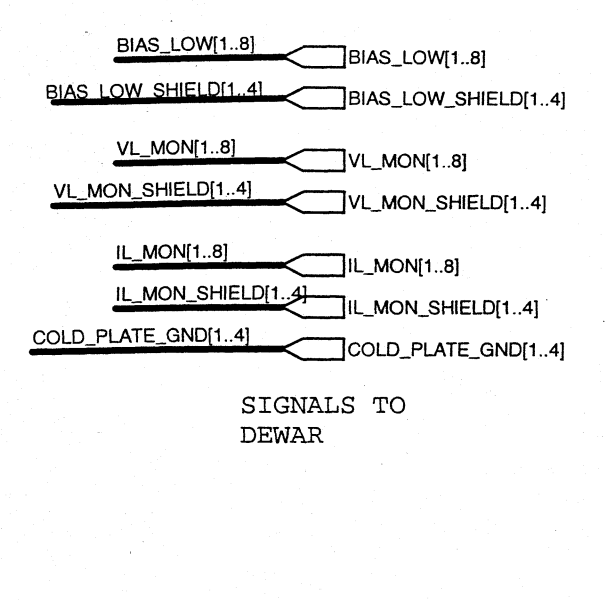 BIAS_LOW[1..8] BIAS_LOW[1..8]
BIAS_LOW_SHIELD[1..4] BIAS_LOW_SHIELD[1..4]
VL_MON[1..8] VL_MON[1..8]
VL_MON_SHIELD[1..4] VL_MON_SHIELD[1..4]
IL_MON[1..8] IL_MON[1..8]
IL_MON_SHIELD[1..4] IL_MON_SHIELD[1..4]
COLD_PLATE_GND[1..4] COLD_PLATE_GND[1..4]
SIGNALS TO
DEWAR